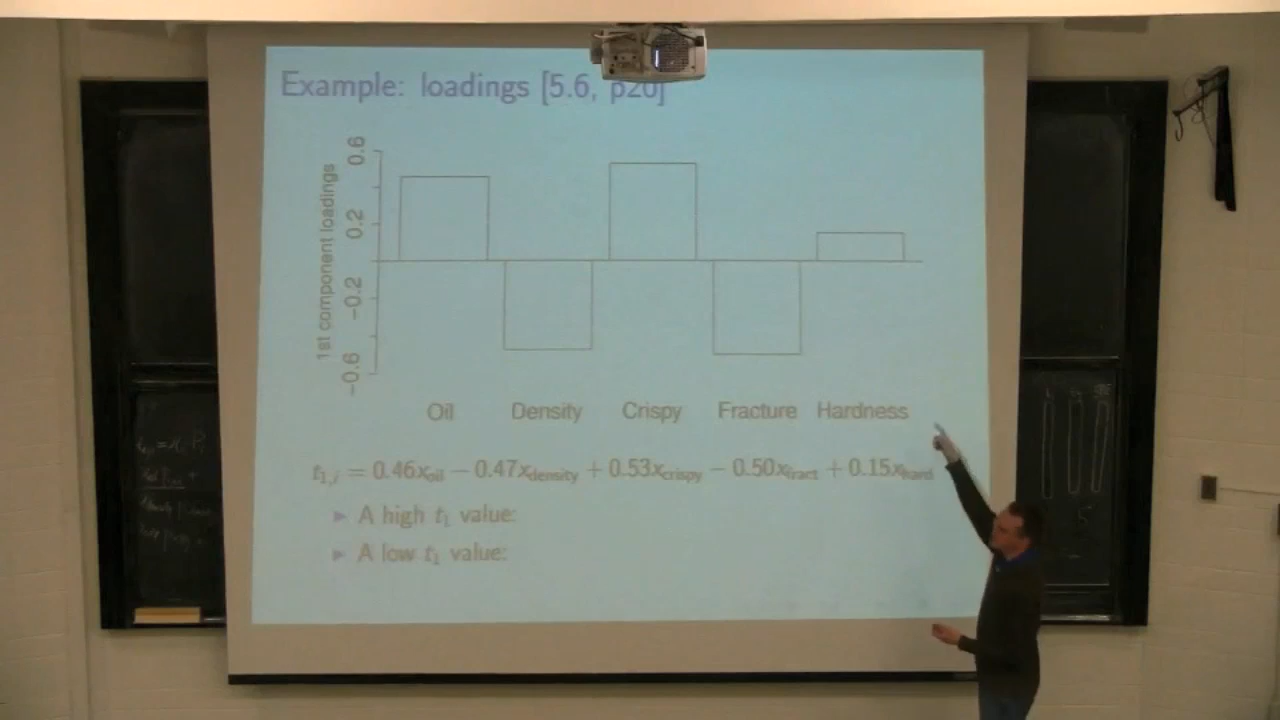 Example: loadings [5.6, p20]
1st component loadings
0.6
0.2
−0.2
−0.6
Oil Density Crispy Fracture Hardness
t1,i = 0.46xoil − 0.47xdensity + 0.53xcrispy − 0.50xfract + 0.15xhard
► A high t1 value:
► A low t1 value:
5